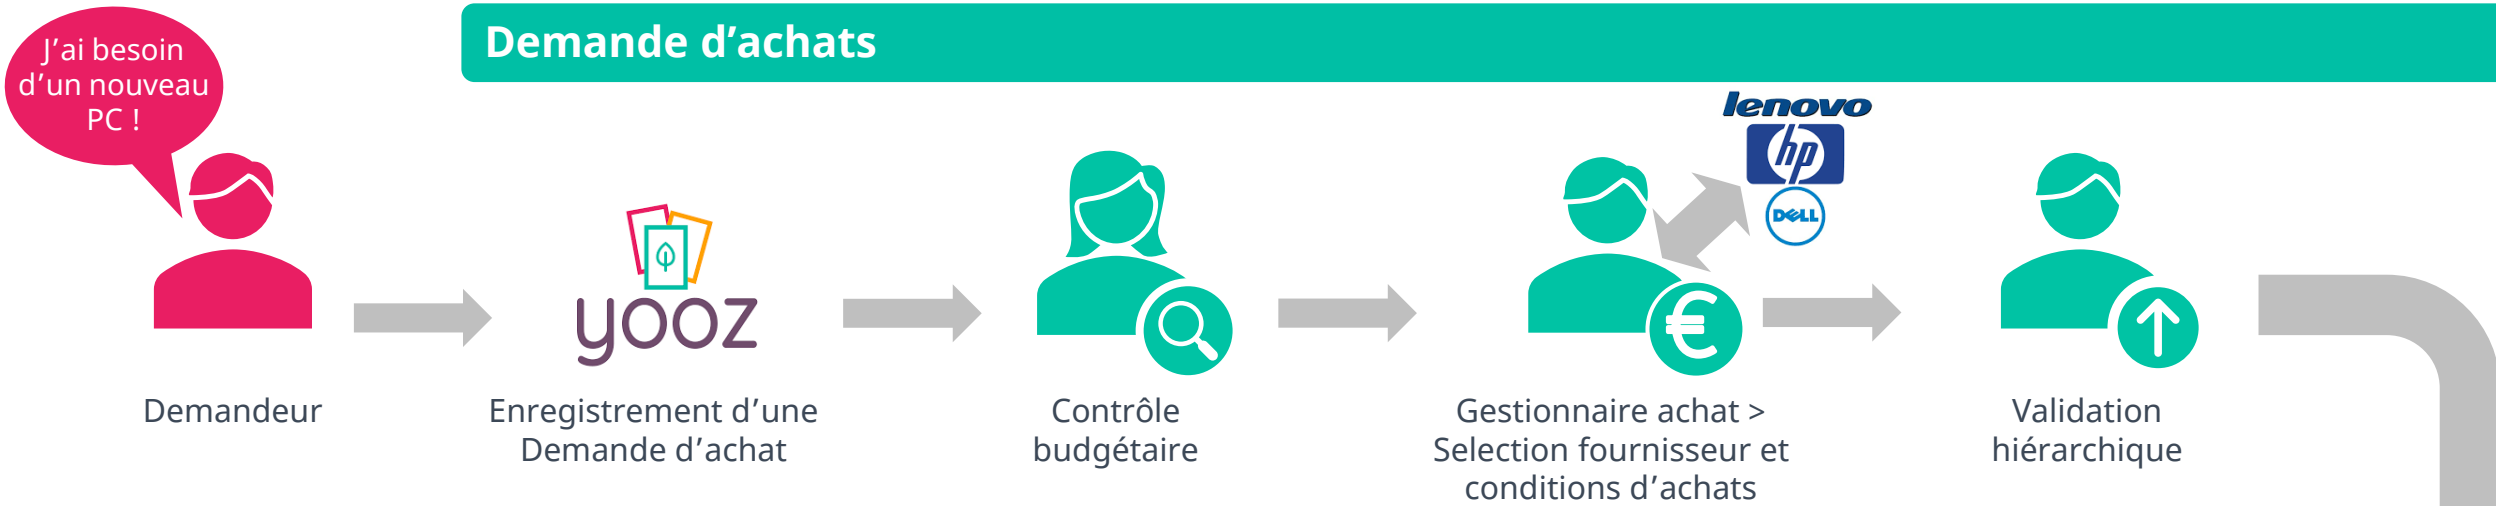 J’ai besoin
d’un nouveau
PC !
Demande d’achats
lenovo
hp
DELL
yooz
Demandeur
Enregistrement d’une
Demande d’achat
Contrôle
budgétaire
Gestionnaire achat >
Selection fournisseur et
conditions d’achats
Validation
hiérarchique